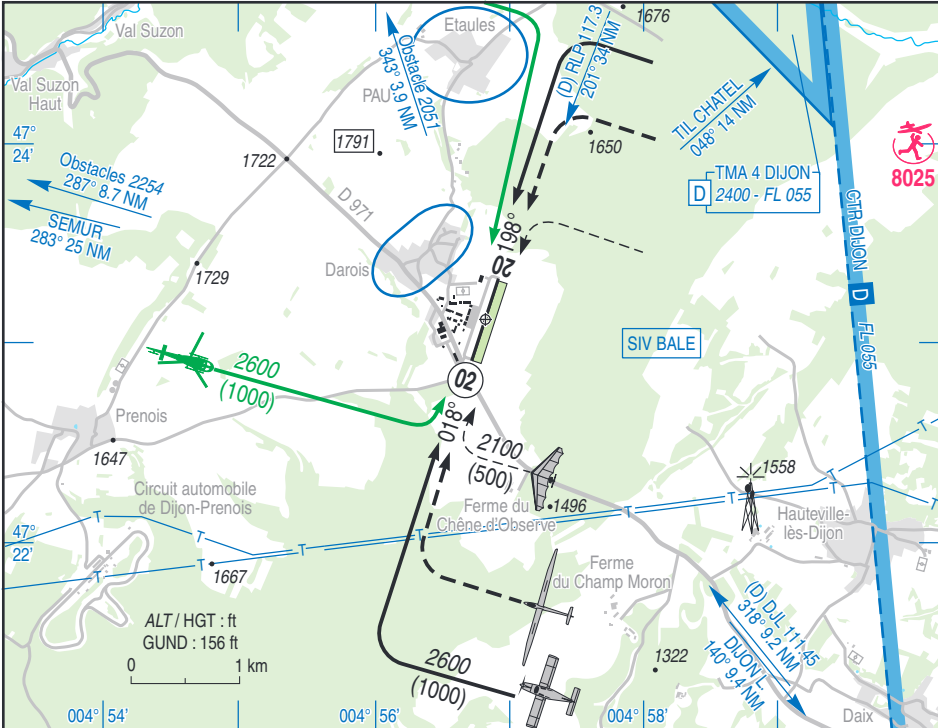 Val Suzon
Etaules
1676
Val Suzon
Haut
Obstacle 2051
343° 3.9 NM
(D) RLP 117.3
201° 34 NM
PAU
TIL CHATEL
048° 14 NM
47°
24'
1722
1791
1650
8025
Obstacles 2254
287° 8.7 NM
TMA 4 DIJON
D
2400 - FL 055
SEMUR
283° 25 NM
D 971
198°
CTR DIJON D FL 055
1729
Darois
20
SIV BALE
2600
(1000)
02
Prenois
018°
2100
(500)
1647
1558
Circuit automobile
de Dijon-Prenois
1496
Ferme du
Chêne d'Observe
Hauteville-
lès-Dijon
T
T
T
T
T
T
T
T
T
47°
22'
1667
Ferme
du Champ Moron
ALT / HGT : ft
GUND : 156 ft
0
1 km
2600
(1000)
1322
(D) DJL 111.45
318° 9.2 NM
DIJON L
140° 9.4 NM
004° 54'
004° 56'
004° 58'
Daix